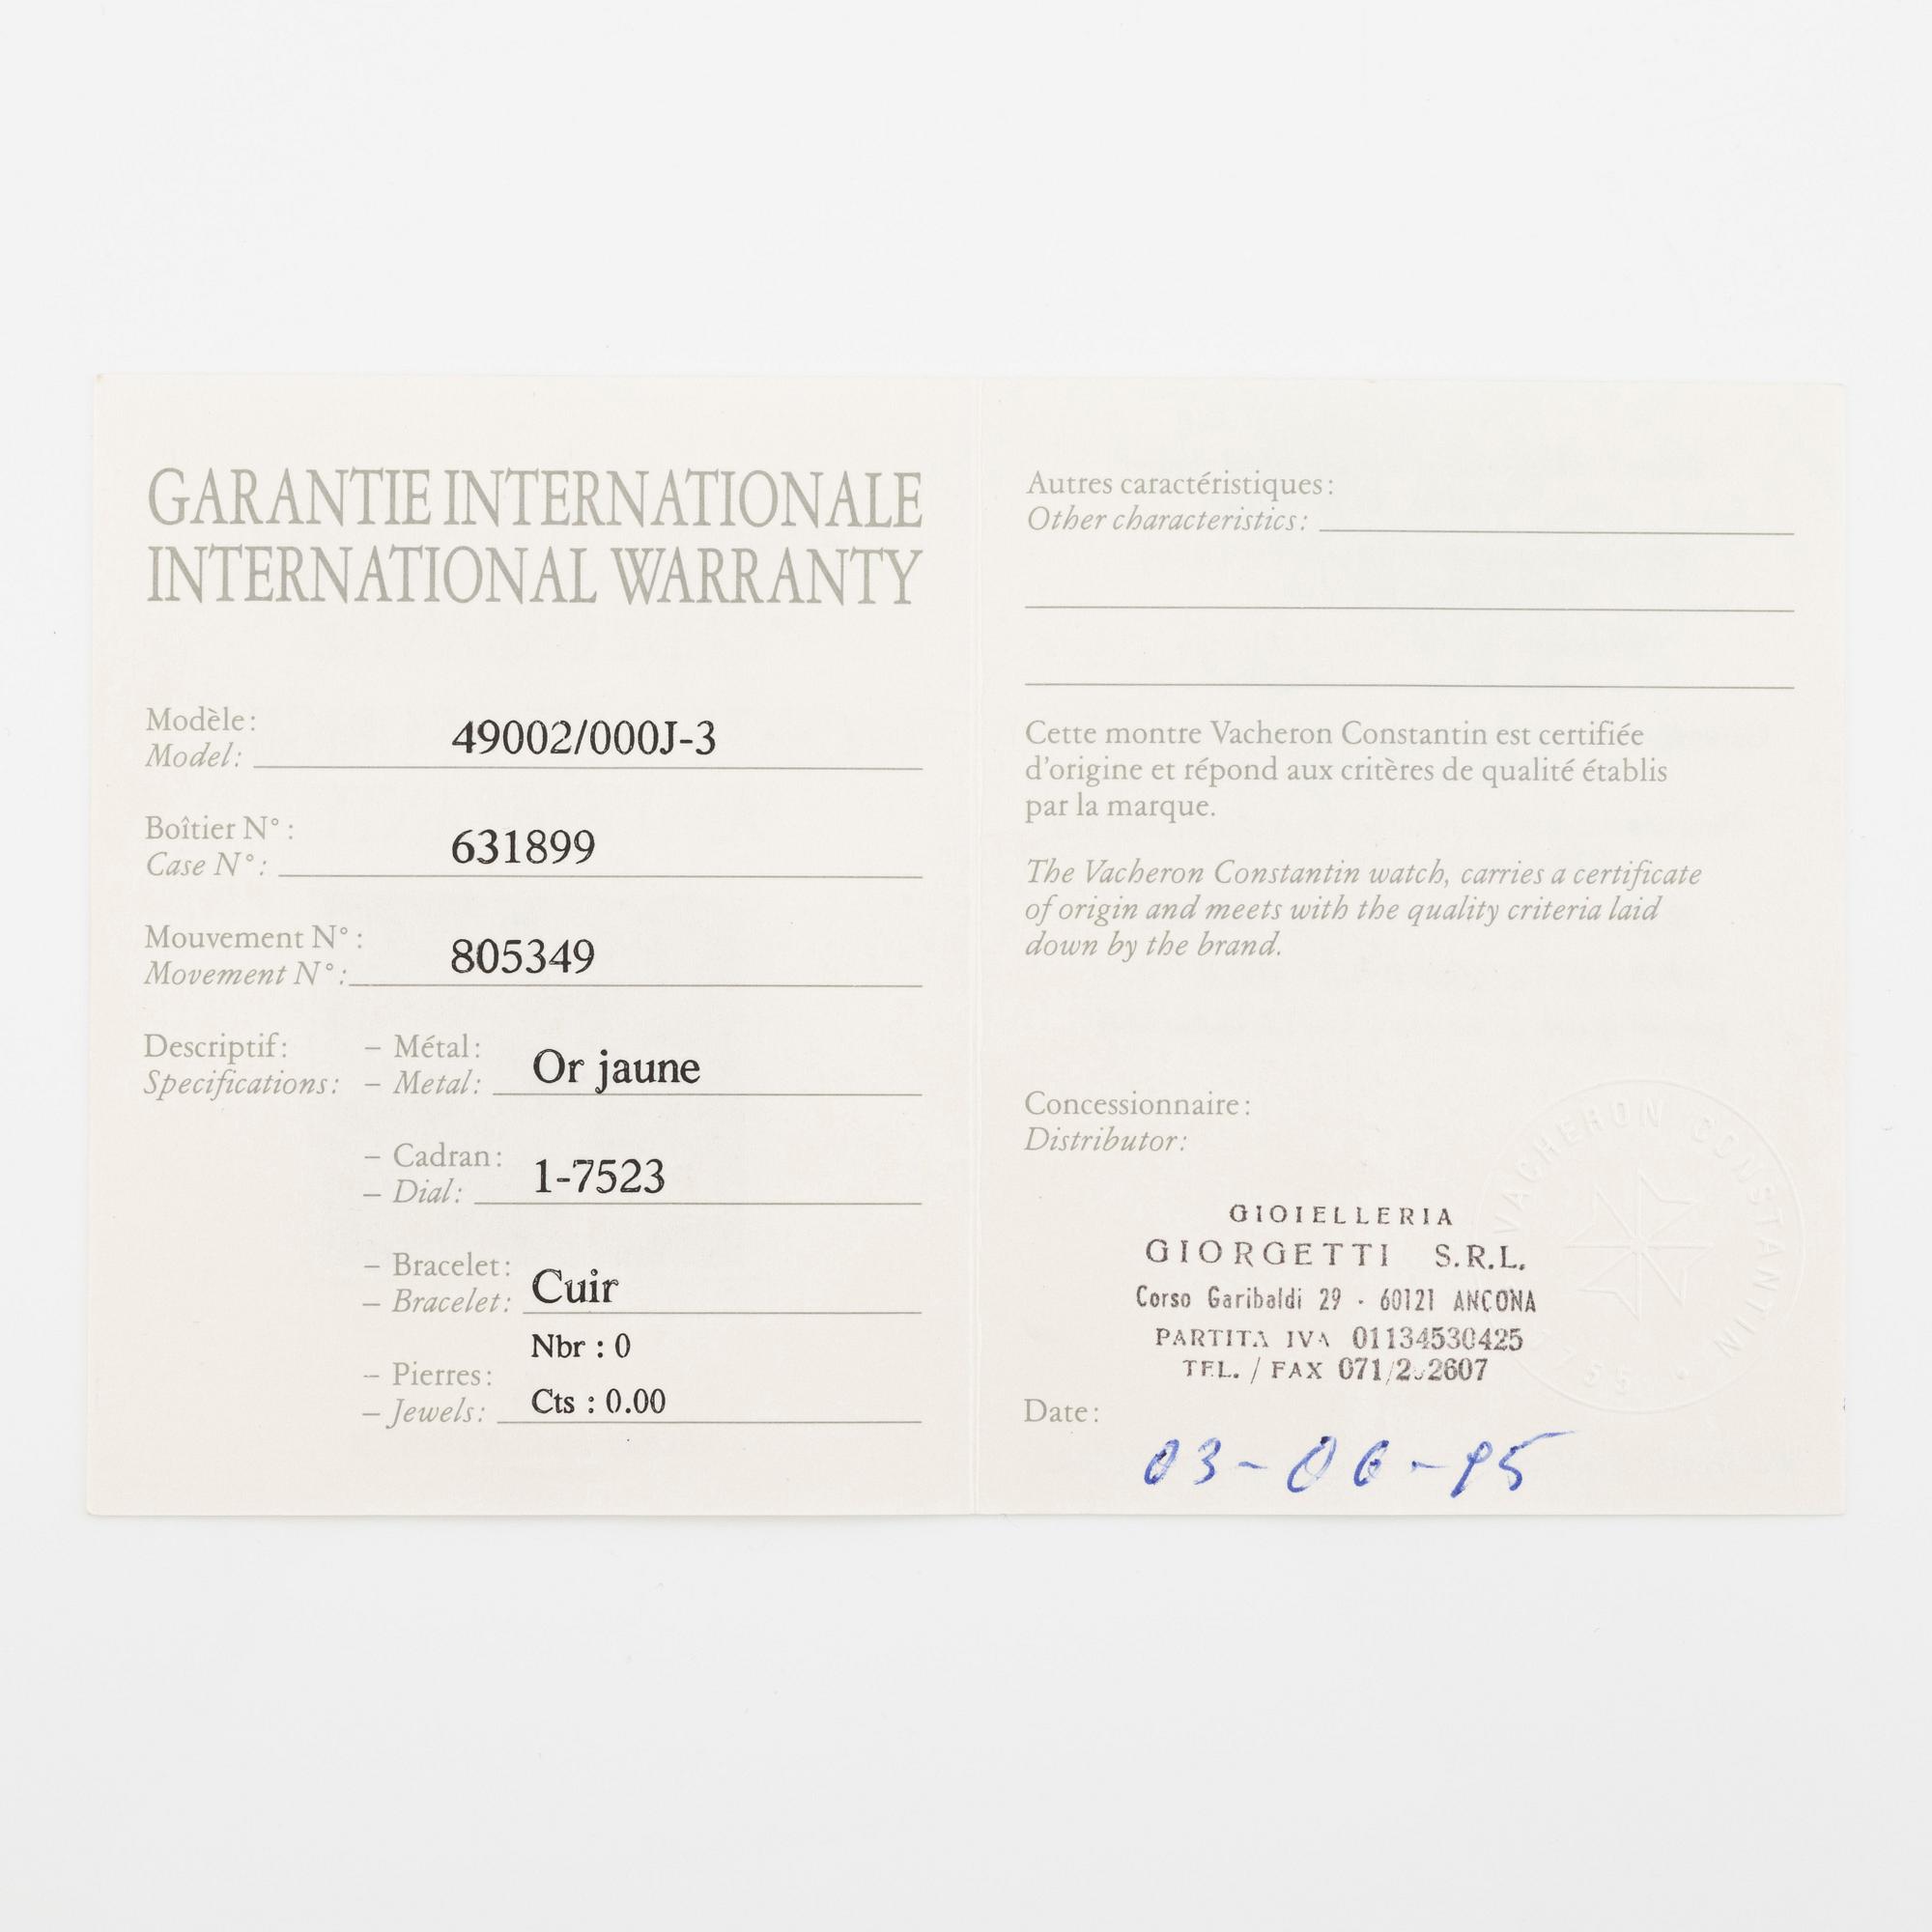 GARANTIE INTERNATIONALE
INTERNATIONAL WARRANTY
Modèle:
Model: 49002/000J-3
Boîtier N°:
Case N°: 631899
Mouvement N°:
Movement N°: 805349
Descriptif: – Métal:
Specifications: – Metal: Or jaune
– Cadran:
– Dial: 1-7523
– Bracelet:
– Bracelet: Cuir
Nbr : 0
– Pierres:
Cts : 0.00
– Jewels:
Autres caractéristiques:
Other characteristics:
Cette montre Vacheron Constantin est certifiée
d'origine et répond aux critères de qualité établis
par la marque.
The Vacheron Constantin watch, carries a certificate
of origin and meets with the quality criteria laid
down by the brand.
Concessionnaire:
Distributor:
VACHERON CONSTANTIN
GIOIELLERIA
GIORGETTI S.R.L.
Corso Garibaldi 29 - 60121 ANCONA
PARTITA IVA 01134530425
TEL. / FAX
Date:
03-06-95